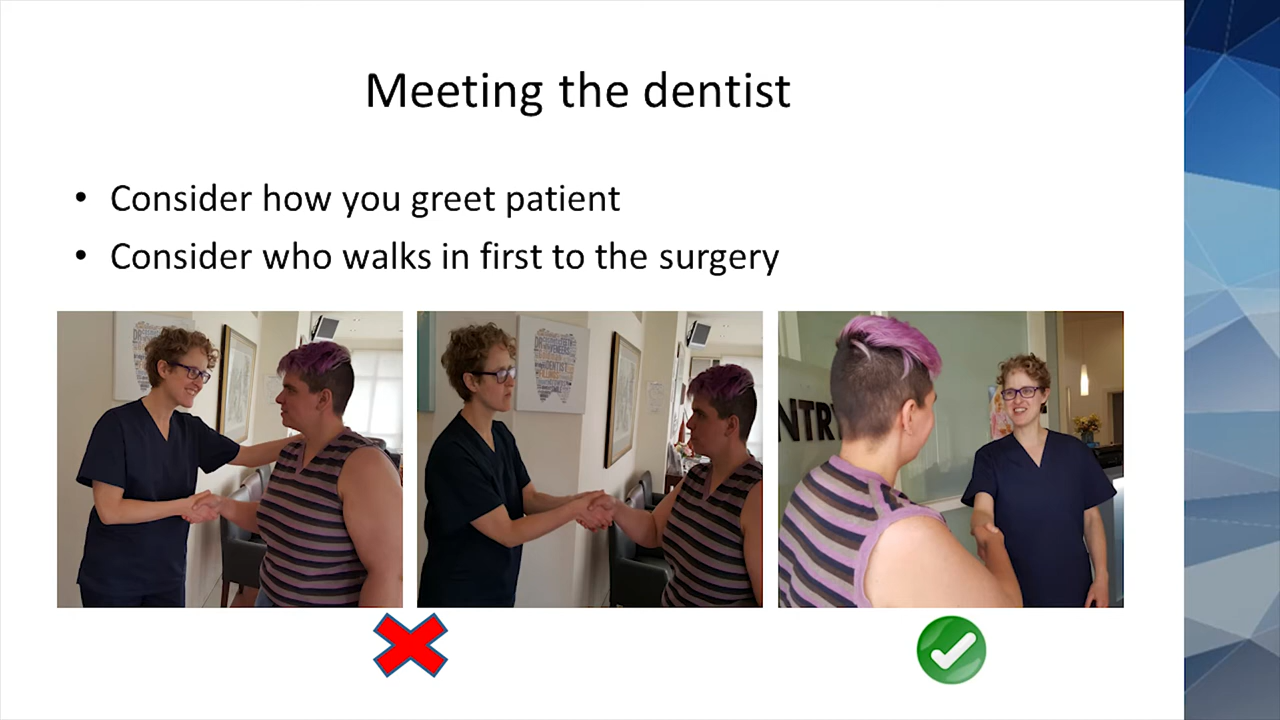 Meeting the dentist
• Consider how you greet patient
• Consider who walks in first to the surgery
DENTIST
NTR